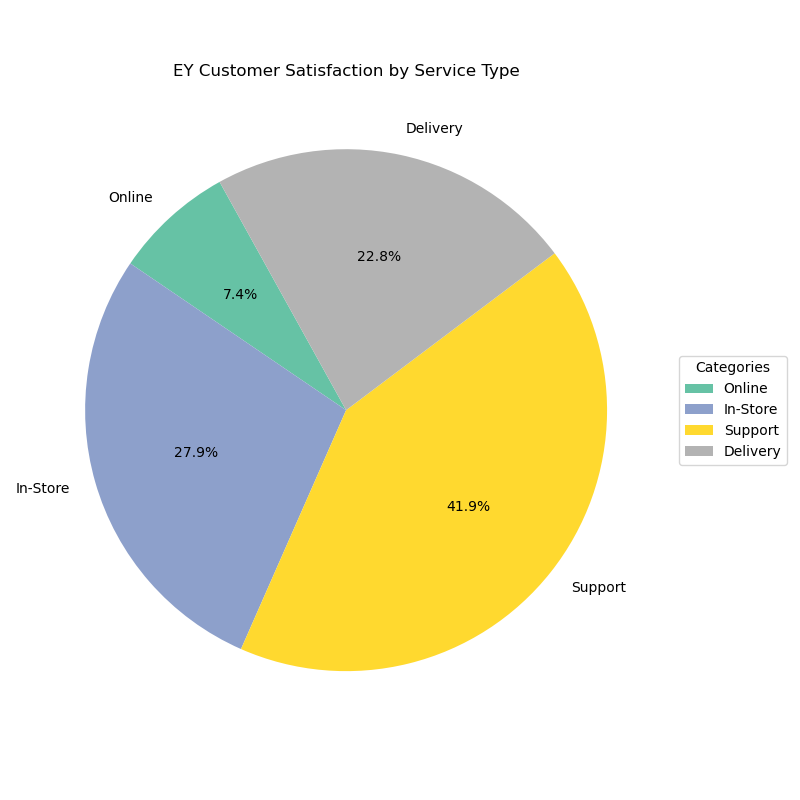 EY Customer Satisfaction by Service Type
Delivery
Online
22.8%
7.4%
Categories
Online
In-Store
Support
Delivery
27.9%
In-Store
41.9%
Support